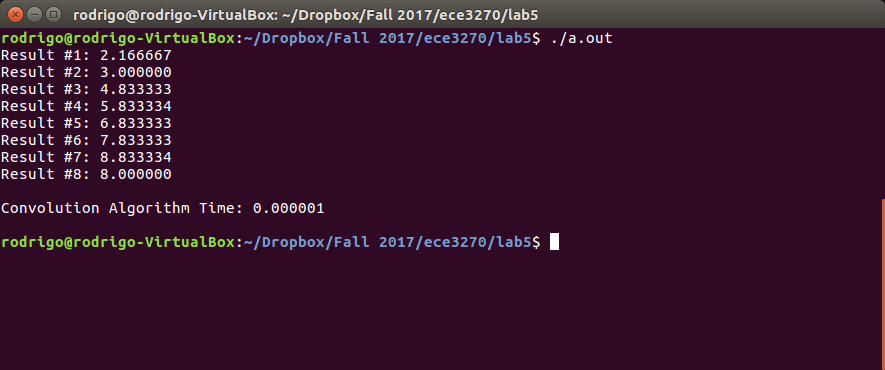 rodrigo@rodrigo-VirtualBox: ~/Dropbox/Fall 2017/ece3270/lab5
rodrigo@rodrigo-VirtualBox:~/Dropbox/Fall 2017/ece3270/lab5$ ./a.out
Result #1: 2.166667
Result #2: 3.000000
Result #3: 4.833333
Result #4: 5.833334
Result #5: 6.833333
Result #6: 7.833333
Result #7: 8.833334
Result #8: 8.000000
Convolution Algorithm Time: 0.000001
rodrigo@rodrigo-VirtualBox:~/Dropbox/Fall 2017/ece3270/lab5$